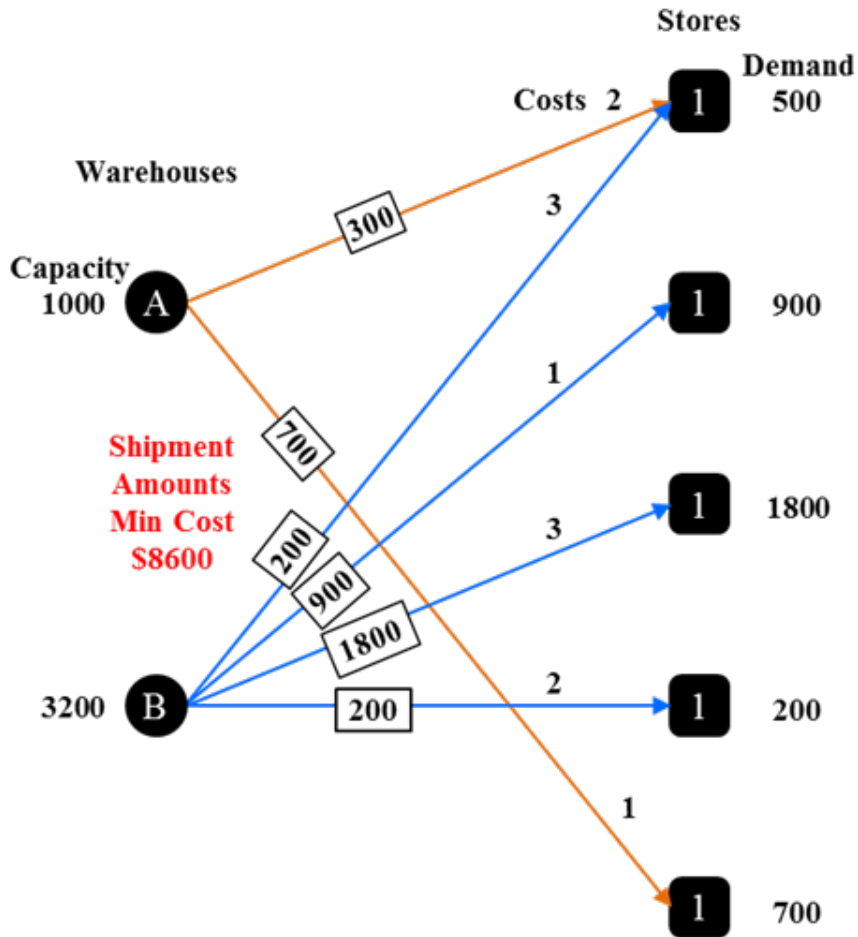 Stores
Demand
Costs 2
1
500
Warehouses
3
300
Capacity
1000
A
1
900
1
700
Shipment
Amounts
Min Cost
$8600
3
1
1800
200
900
1800
3200
B
200
2
1
200
1
1
700